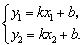 y₁ = kx₁ + b,
y₂ = kx₂ + b.